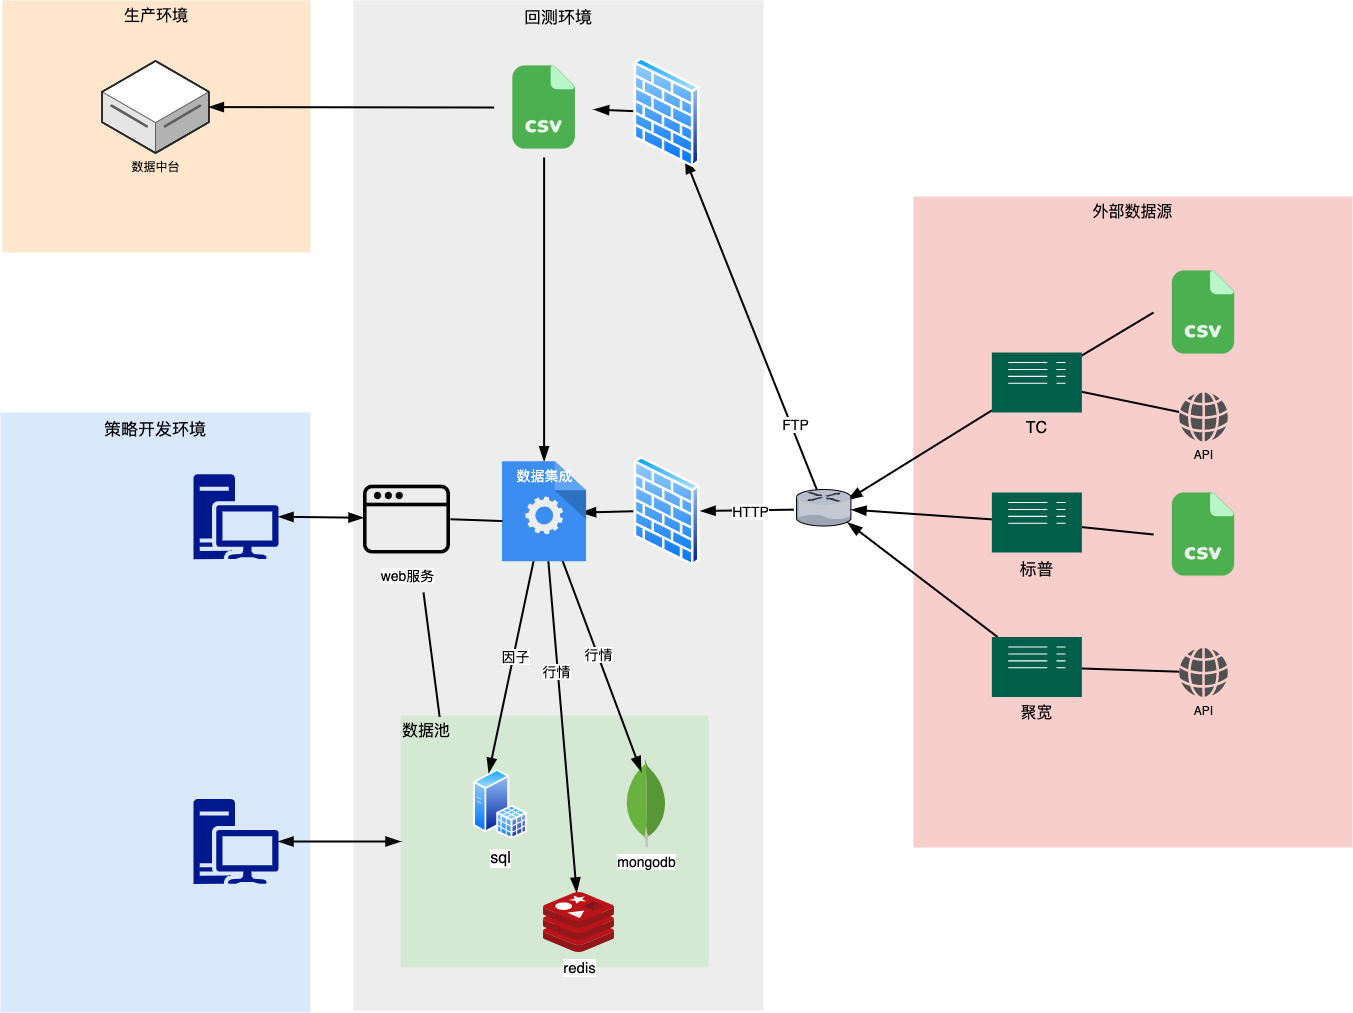 生产环境
回测环境
csv
数据中台
外部数据源
csv
策略开发环境
FTP
TC
API
数据集成
HTTP
csv
标普
web服务
因子
行情
行情
聚宽
API
数据池
sql
mongodb
redis